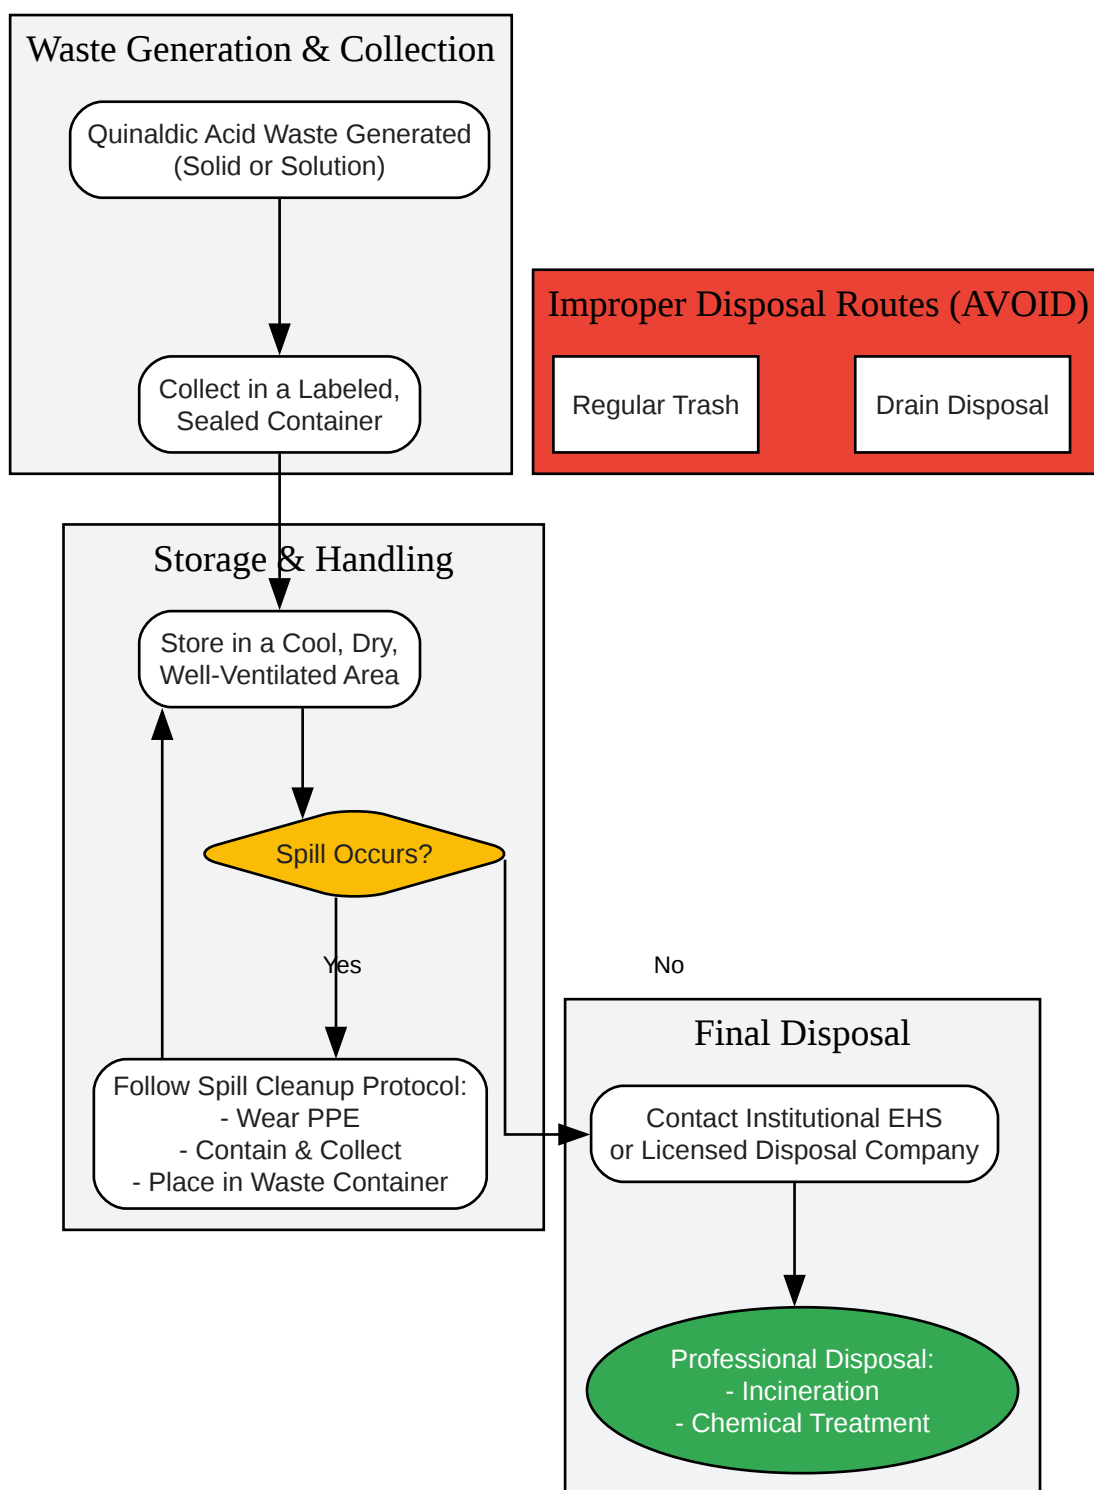 Waste Generation & Collection
Quinaldic Acid Waste Generated
(Solid or Solution)
Collect in a Labeled,
Sealed Container
Improper Disposal Routes (AVOID)
Regular Trash
Drain Disposal
Storage & Handling
Store in a Cool, Dry,
Well-Ventilated Area
Spill Occurs?
Yes
No
Follow Spill Cleanup Protocol:
- Wear PPE
- Contain & Collect
- Place in Waste Container
Final Disposal
Contact Institutional EHS
or Licensed Disposal Company
Professional Disposal:
- Incineration
- Chemical Treatment